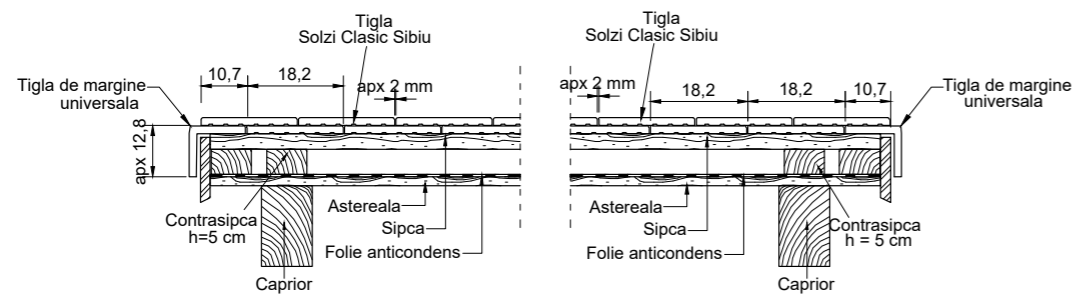 Tigla
Solzi Clasic Sibiu
10,7
18,2
apx 2 mm
Tigla de margine
universala
apx 12,8
Contrasipca
h=5 cm
Astereala
Sipca
Folie anticondens
Caprior
Tigla
Solzi Clasic Sibiu
apx 2 mm
18,2
18,2
10,7
Tigla de margine
universala
Astereala
Sipca
Folie anticondens
Contrasipca
h = 5 cm
Caprior